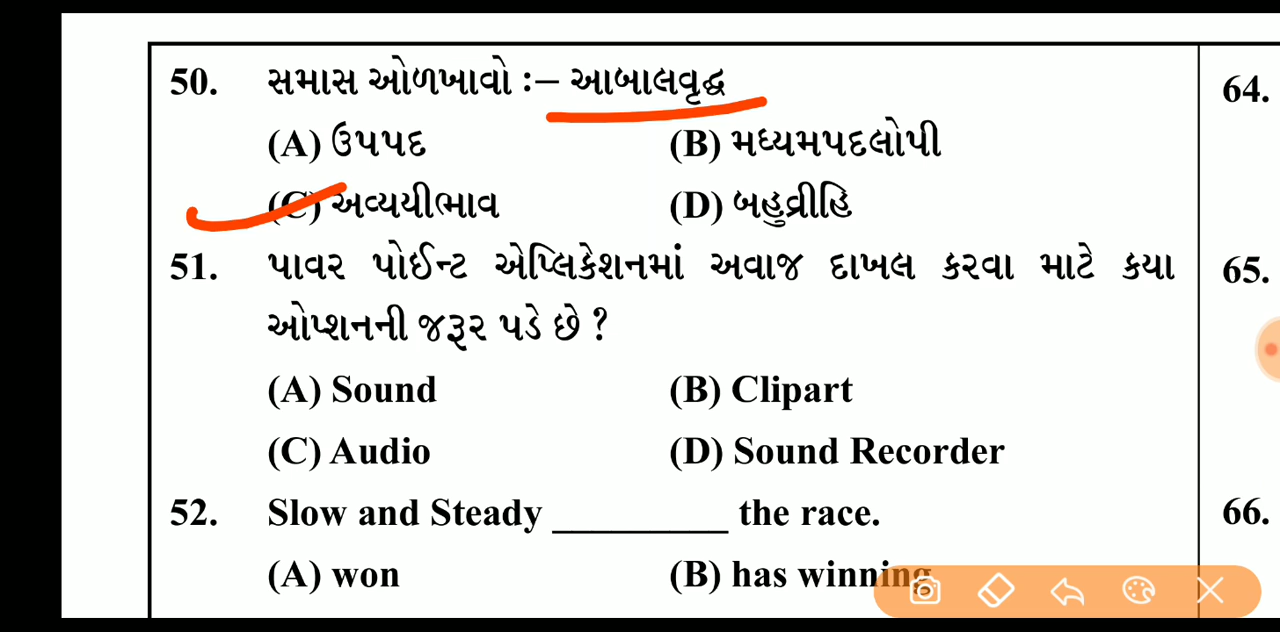 50. સમાસ ઓળખાવો :– આબાલવૃદ્ધ
(A) ઉપપદ (B) મધ્યમપદલોપી
(C) અવ્યયીભાવ (D) બહુવ્રીહિ
51. પાવર પોઈન્ટ એપ્લિકેશનમાં અવાજ દાખલ કરવા માટે કયા
ઓપ્શનની જરૂર પડે છે ?
(A) Sound (B) Clipart
(C) Audio (D) Sound Recorder
52. Slow and Steady _________ the race.
(A) won (B) has winning
64.
65.
66.